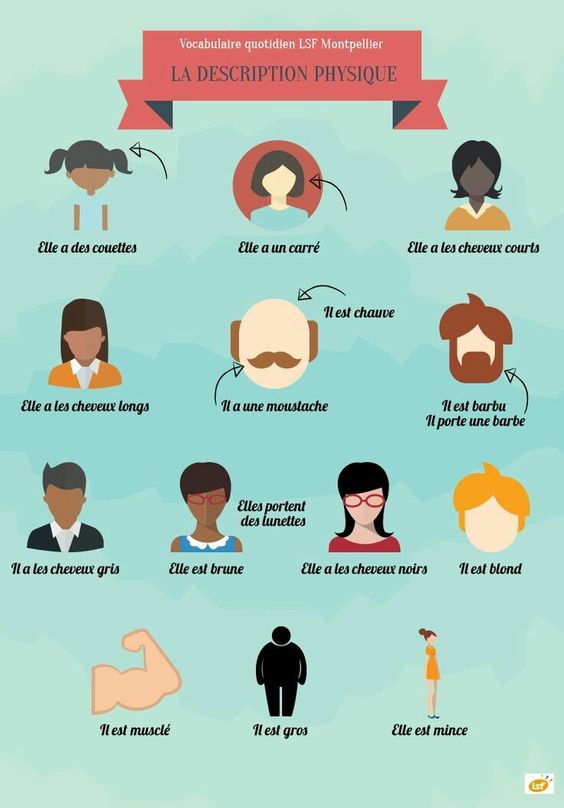 Vocabulaire quotidien LSF Montpellier
LA DESCRIPTION PHYSIQUE
Elle a des couettes
Elle a un carré
Elle a les cheveux courts
Il est chauve
Elle a les cheveux longs
Il a une moustache
Il est barbu
Il porte une barbe
Elles portent
des lunettes
Il a les cheveux gris
Elle est brune
Elle a les cheveux noirs
Il est blond
Il est musclé
Il est gros
Elle est mince
lsf